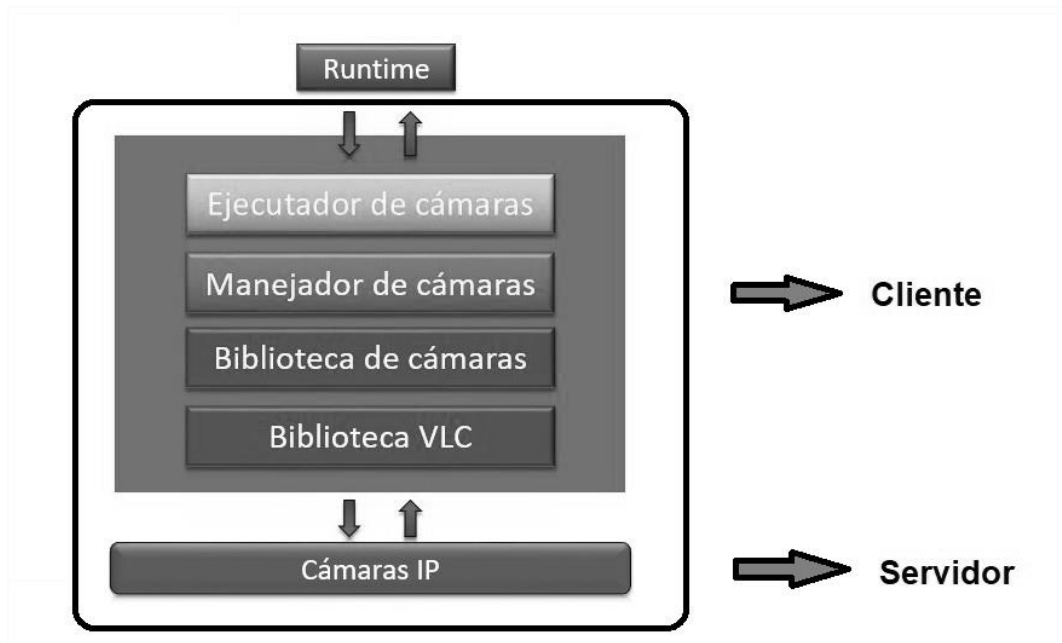 Runtime
Ejecutador de cámaras
Manejador de cámaras
Cliente
Biblioteca de cámaras
Biblioteca VLC
Cámaras IP
Servidor